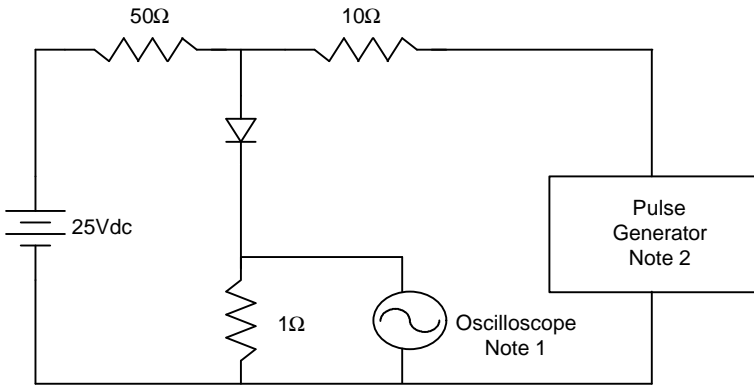 50Ω
10Ω
25Vdc
Pulse
Generator
Note 2
1Ω
Oscilloscope
Note 1